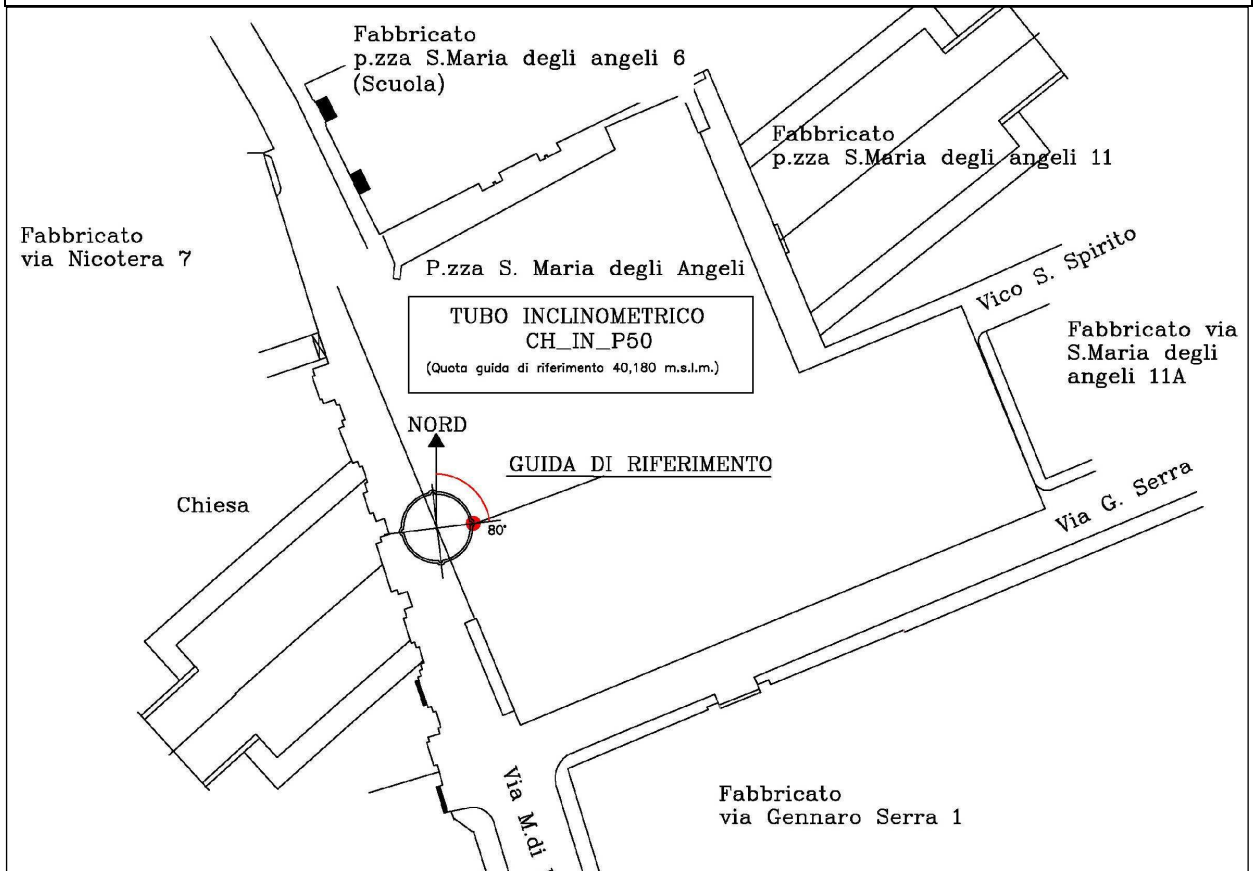 Fabbricato
p.zza S.Maria degli angeli 6
(Scuola)
Fabbricato
p.zza S.Maria degli angeli 11
Fabbricato
via Nicotera 7
P.zza S. Maria degli Angeli
Vico S. Spirito
TUBO INCLINOMETRICO
CH_IN_P50
(Quota guida di riferimento 40,180 m.s.l.m.)
Fabbricato via
S.Maria degli
angeli 11A
NORD
GUIDA DI RIFERIMENTO
Chiesa
80°
Via G. Serra
Via M.di
Fabbricato
via Gennaro Serra 1